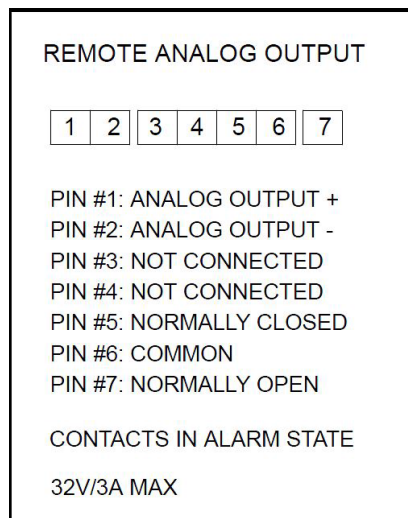 REMOTE ANALOG OUTPUT
1 2 3 4 5 6 7
PIN #1: ANALOG OUTPUT +
PIN #2: ANALOG OUTPUT -
PIN #3: NOT CONNECTED
PIN #4: NOT CONNECTED
PIN #5: NORMALLY CLOSED
PIN #6: COMMON
PIN #7: NORMALLY OPEN
CONTACTS IN ALARM STATE
32V/3A MAX